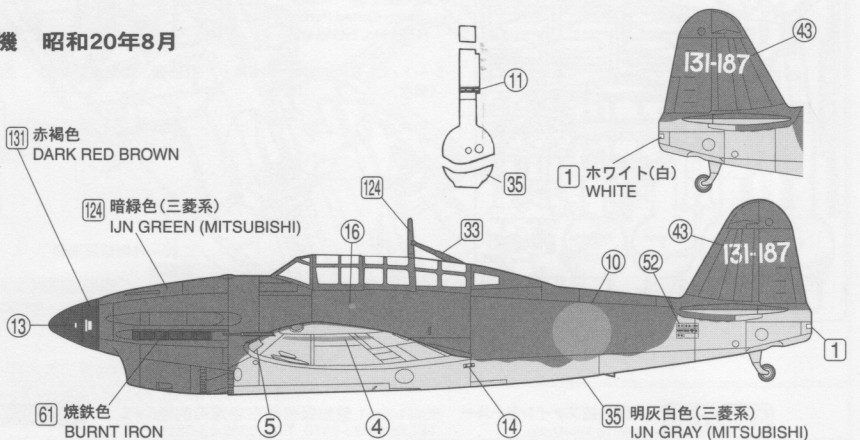 機 昭和20年8月
11
35
43
131-187
1 ホワイト(白)
WHITE
131 赤褐色
DARK RED BROWN
124 暗緑色(三菱系)
IJN GREEN (MITSUBISHI)
124
33
16
10
52
43
131-187
13
1
61 焼鉄色
BURNT IRON
5
4
14
35 明灰白色(三菱系)
IJN GRAY (MITSUBISHI)